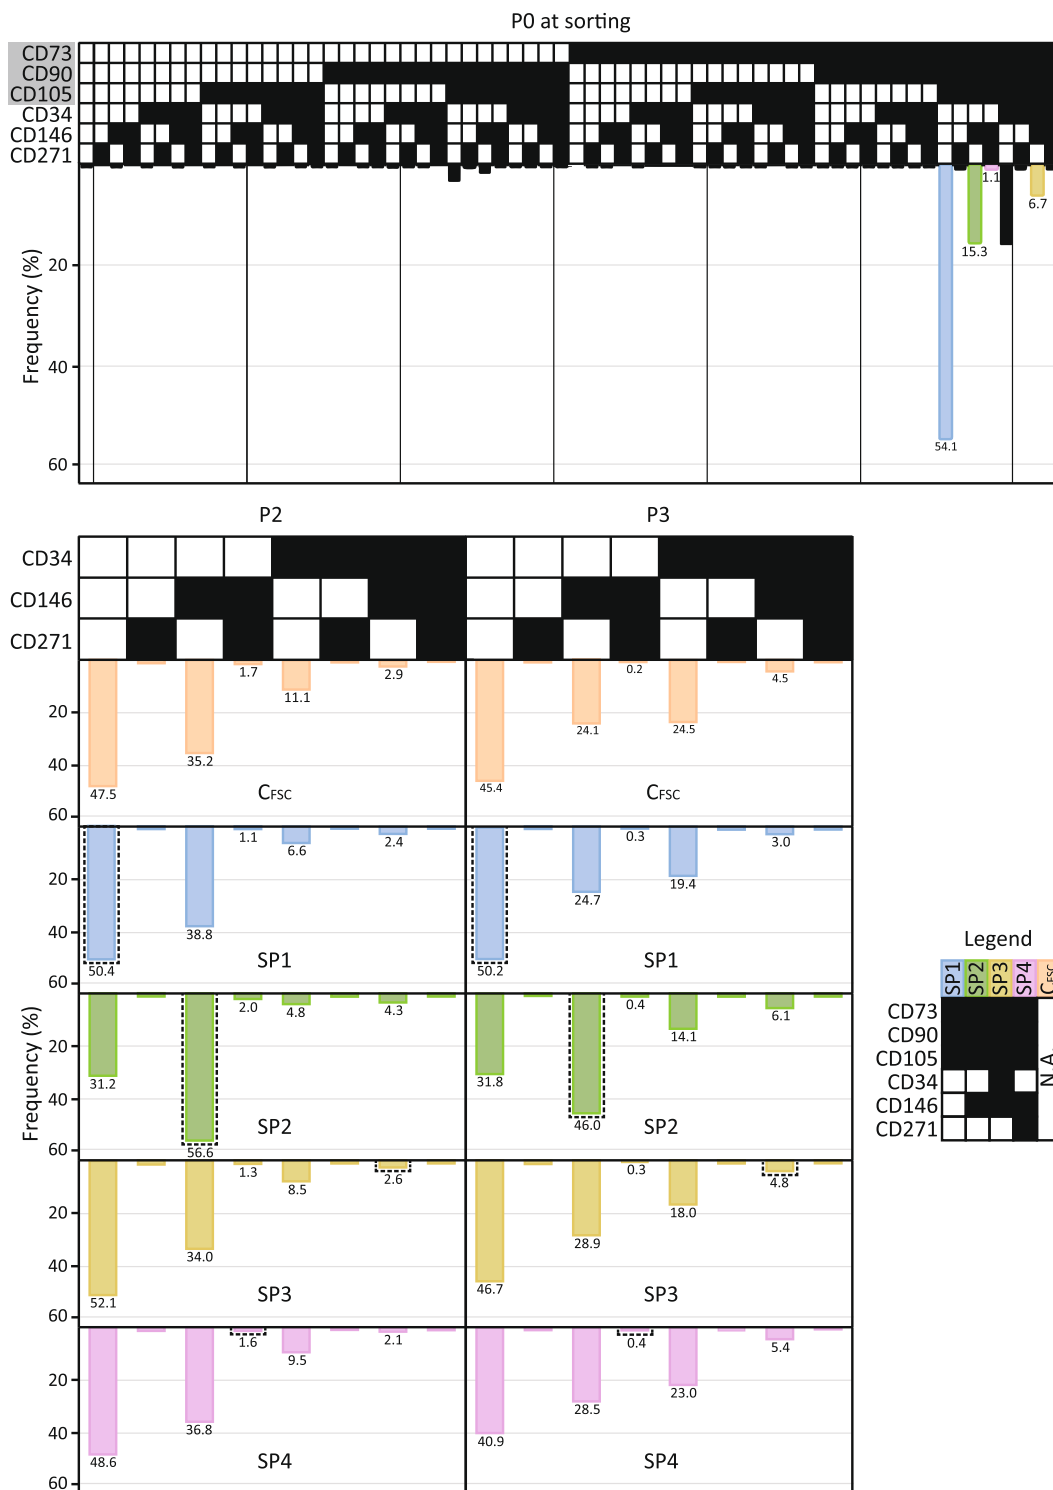 P0 at sorting
CD73
CD90
CD105
CD34
CD146
CD271
1.1
6.7
15.3
54.1
Frequency (%)
20
40
60
P2
P3
CD34
CD146
CD271
47.5
35.2
1.7
11.1
2.9
45.4
24.1
0.2
24.5
4.5
20
40
60
CFSC
CFSC
50.4
38.8
1.1
6.6
2.4
50.2
24.7
0.3
19.4
3.0
20
40
60
SP1
SP1
Frequency (%)
31.2
56.6
2.0
4.8
4.3
31.8
46.0
0.4
14.1
6.1
20
40
60
SP2
SP2
52.1
34.0
1.3
8.5
2.6
46.7
28.9
0.3
18.0
4.8
20
40
60
SP3
SP3
48.6
36.8
1.6
9.5
2.1
40.9
28.5
0.4
23.0
5.4
20
40
60
SP4
SP4
Legend
SP1
SP2
SP3
SP4
CFSC
CD73
CD90
CD105
CD34
CD146
CD271
N.A.